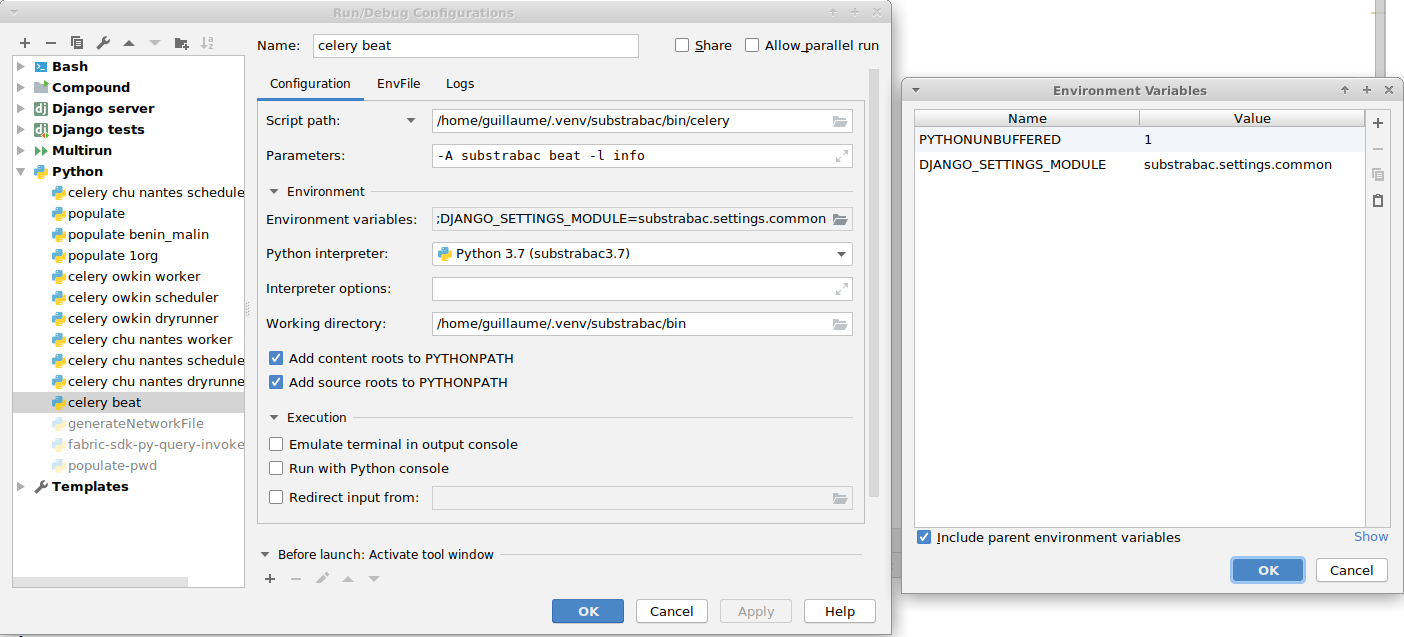 Run/Debug Configurations
Bash
Compound
Django server
Django tests
Multirun
Python
celery chu nantes schedule
populate
populate benin_malin
populate 1org
celery owkin worker
celery owkin scheduler
celery owkin dryrunner
celery chu nantes worker
celery chu nantes schedule
celery chu nantes dryrunne
celery beat
generateNetworkFile
fabric-sdk-py-query-invoke
populate-pwd
Templates
Name: celery beat Share Allow parallel run
Configuration EnvFile Logs
Script path: /home/guillaume/.venv/substrabac/bin/celery
Parameters: -A substrabac beat -l info
Environment
Environment variables: ;DJANGO_SETTINGS_MODULE=substrabac.settings.common
Python interpreter: Python 3.7 (substrabac3.7)
Interpreter options:
Working directory: /home/guillaume/.venv/substrabac/bin
Add content roots to PYTHONPATH
Add source roots to PYTHONPATH
Execution
Emulate terminal in output console
Run with Python console
Redirect input from:
Before launch: Activate tool window
OK Cancel Apply Help
Environment Variables
Name Value
PYTHONUNBUFFERED 1
DJANGO_SETTINGS_MODULE substrabac.settings.common
Include parent environment variables Show
OK Cancel